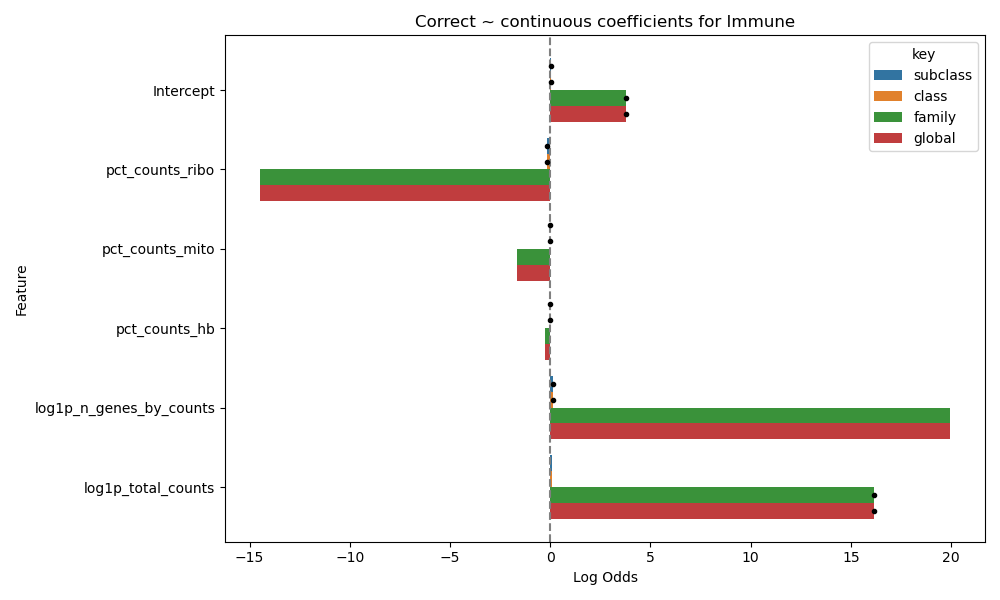 Correct ~ continuous coefficients for Immune
key
subclass
class
family
global
Feature
Intercept
pct_counts_ribo
pct_counts_mito
pct_counts_hb
log1p_n_genes_by_counts
log1p_total_counts
−15 −10 −5 0 5 10 15 20
Log Odds